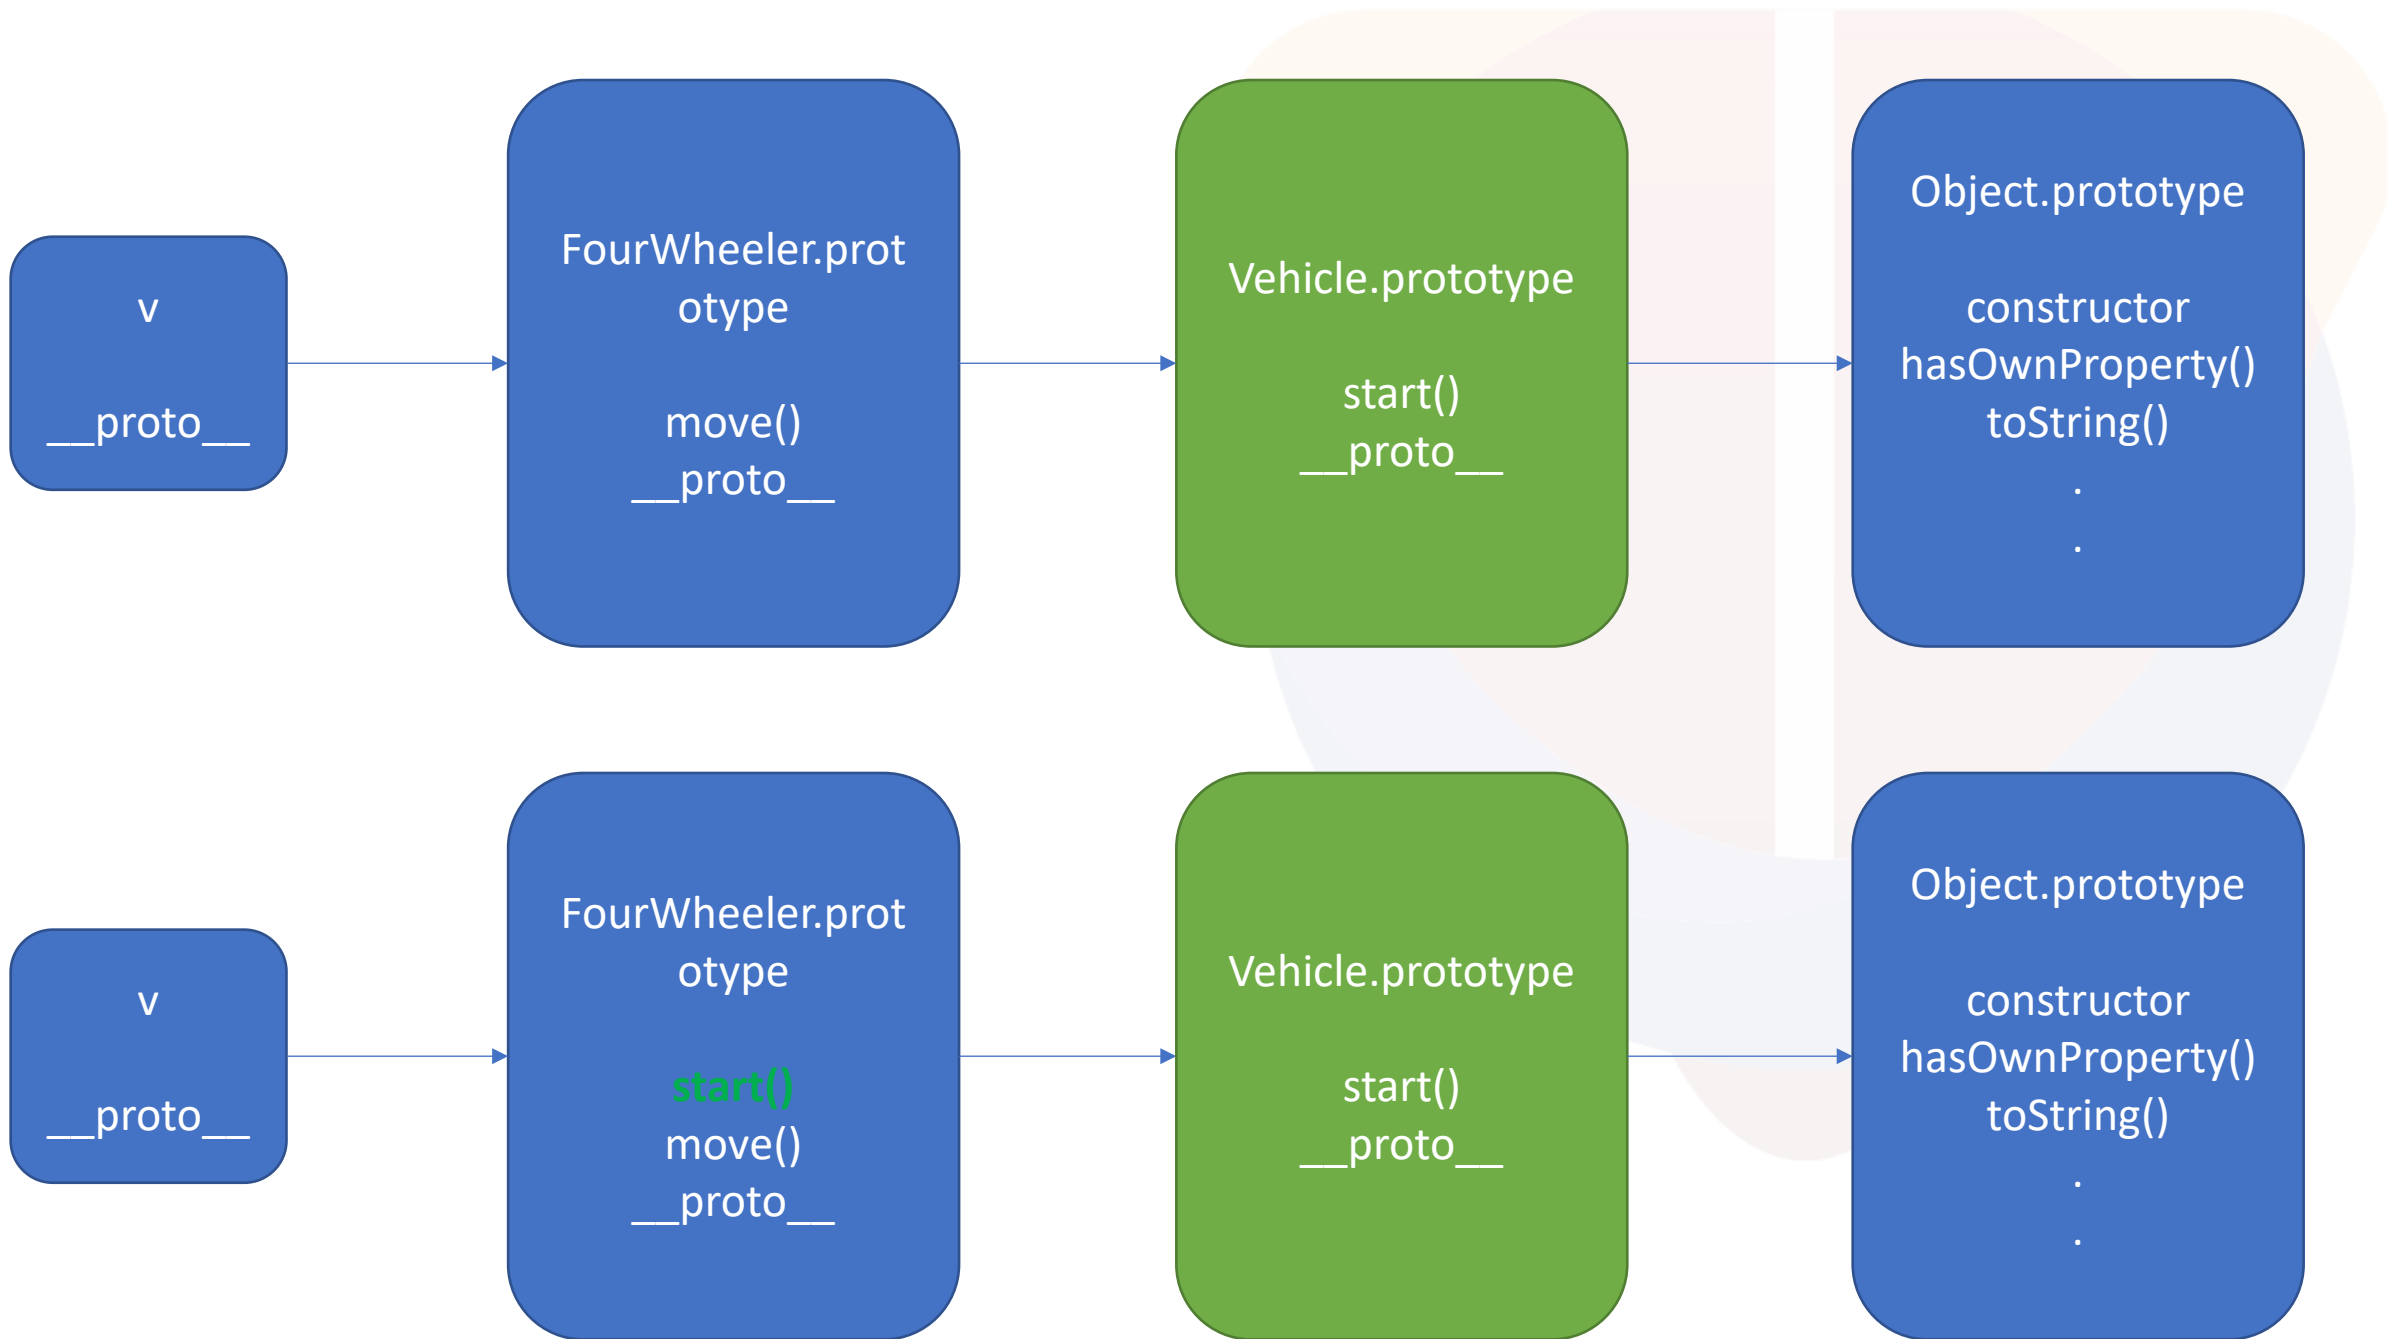 v
__proto__
FourWheeler.prot
otype
move()
__proto__
Vehicle.prototype
start()
__proto__
Object.prototype
constructor
hasOwnProperty()
toString()
.
.
v
__proto__
FourWheeler.prot
otype
start()
move()
__proto__
Vehicle.prototype
start()
__proto__
Object.prototype
constructor
hasOwnProperty()
toString()
.
.